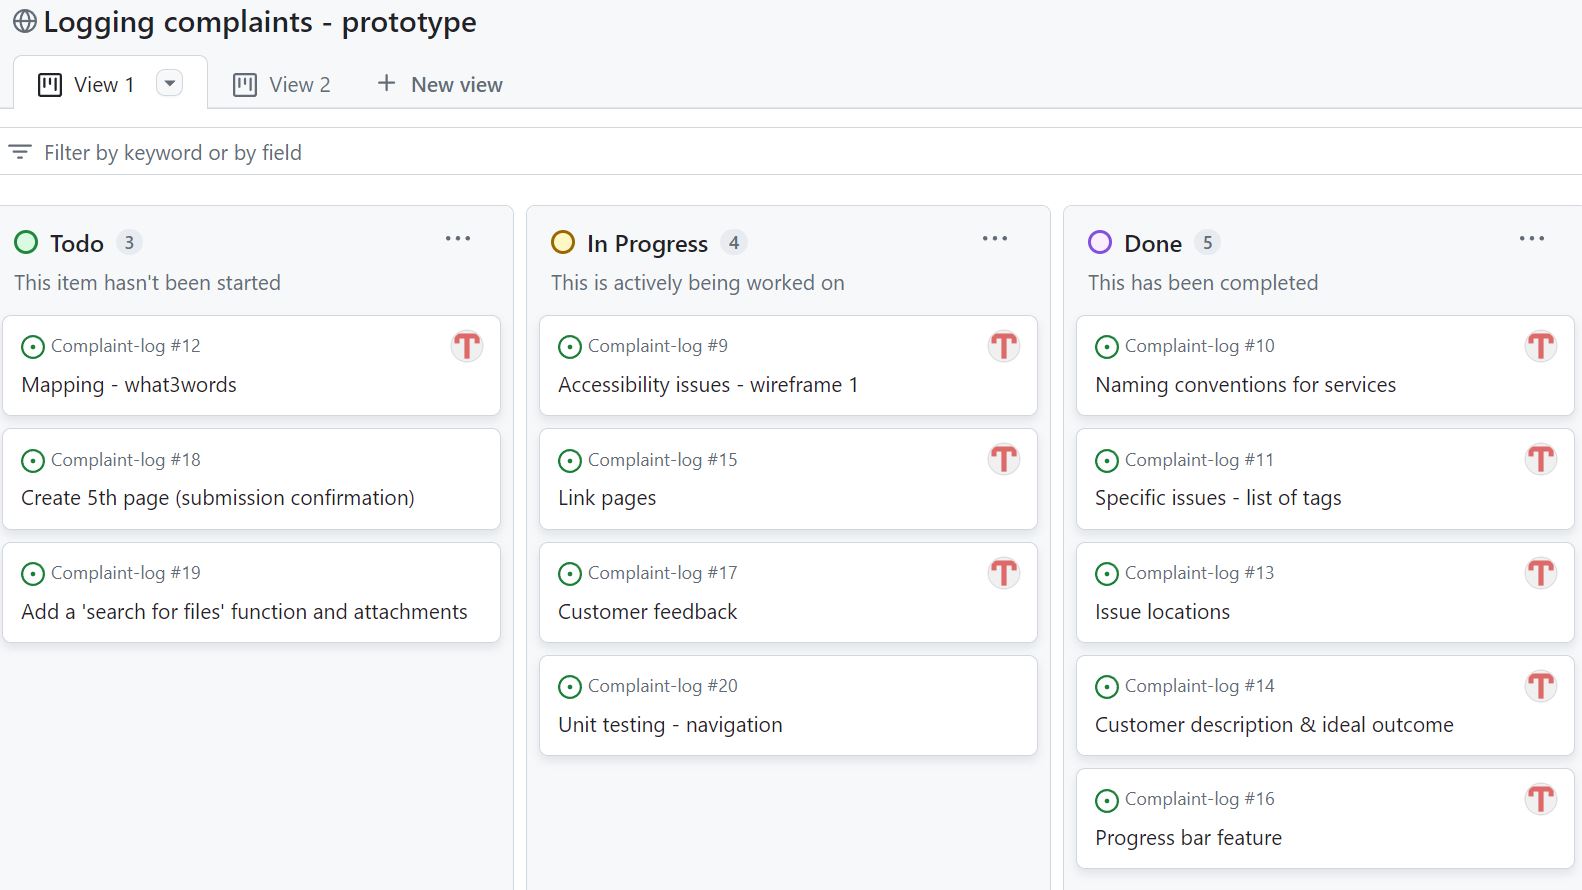 Logging complaints - prototype
View 1
View 2
New view
Filter by keyword or by field
Todo 3
This item hasn't been started
Complaint-log #12
Mapping - what3words
Complaint-log #18
Create 5th page (submission confirmation)
Complaint-log #19
Add a 'search for files' function and attachments
In Progress 4
This is actively being worked on
Complaint-log #9
Accessibility issues - wireframe 1
Complaint-log #15
Link pages
Complaint-log #17
Customer feedback
Complaint-log #20
Unit testing - navigation
Done 5
This has been completed
Complaint-log #10
Naming conventions for services
Complaint-log #11
Specific issues - list of tags
Complaint-log #13
Issue locations
Complaint-log #14
Customer description & ideal outcome
Complaint-log #16
Progress bar feature